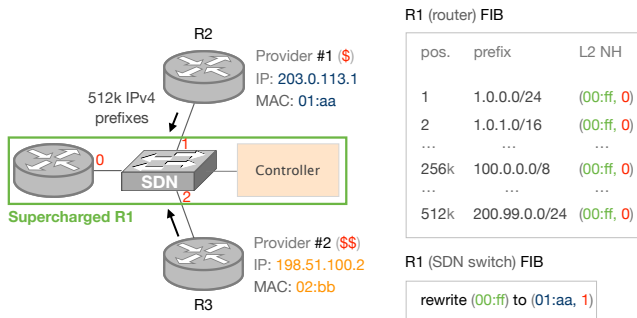 R2
Provider #1 ($)
IP: 203.0.113.1
MAC: 01:aa
512k IPv4
prefixes
0
1
SDN
2
Controller
Supercharged R1
Provider #2 ($$)
IP: 198.51.100.2
MAC: 02:bb
R3
R1 (router) FIB
pos. prefix L2 NH
1 1.0.0.0/24 (00:ff, 0)
2 1.0.1.0/16 (00:ff, 0)
... ... ...
256k 100.0.0.0/8 (00:ff, 0)
... ... ...
512k 200.99.0.0/24 (00:ff, 0)
R1 (SDN switch) FIB
rewrite (00:ff) to (01:aa, 1)